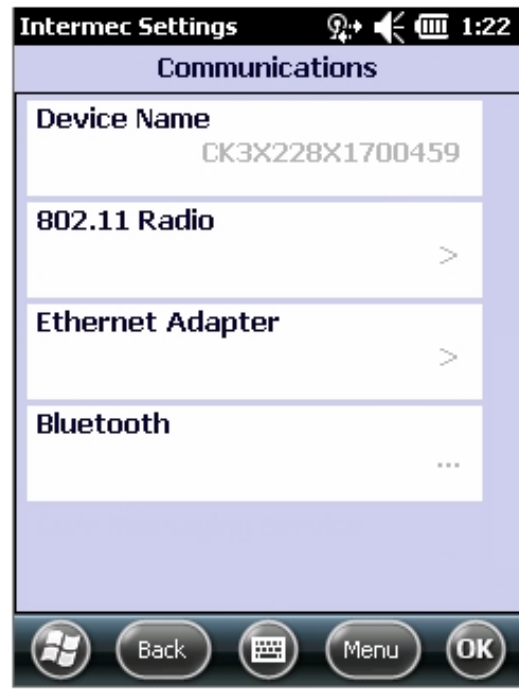 Intermec Settings 1:22
Communications
Device Name
CK3X228X1700459
802.11 Radio
>
Ethernet Adapter
>
Bluetooth
...
Back Menu OK